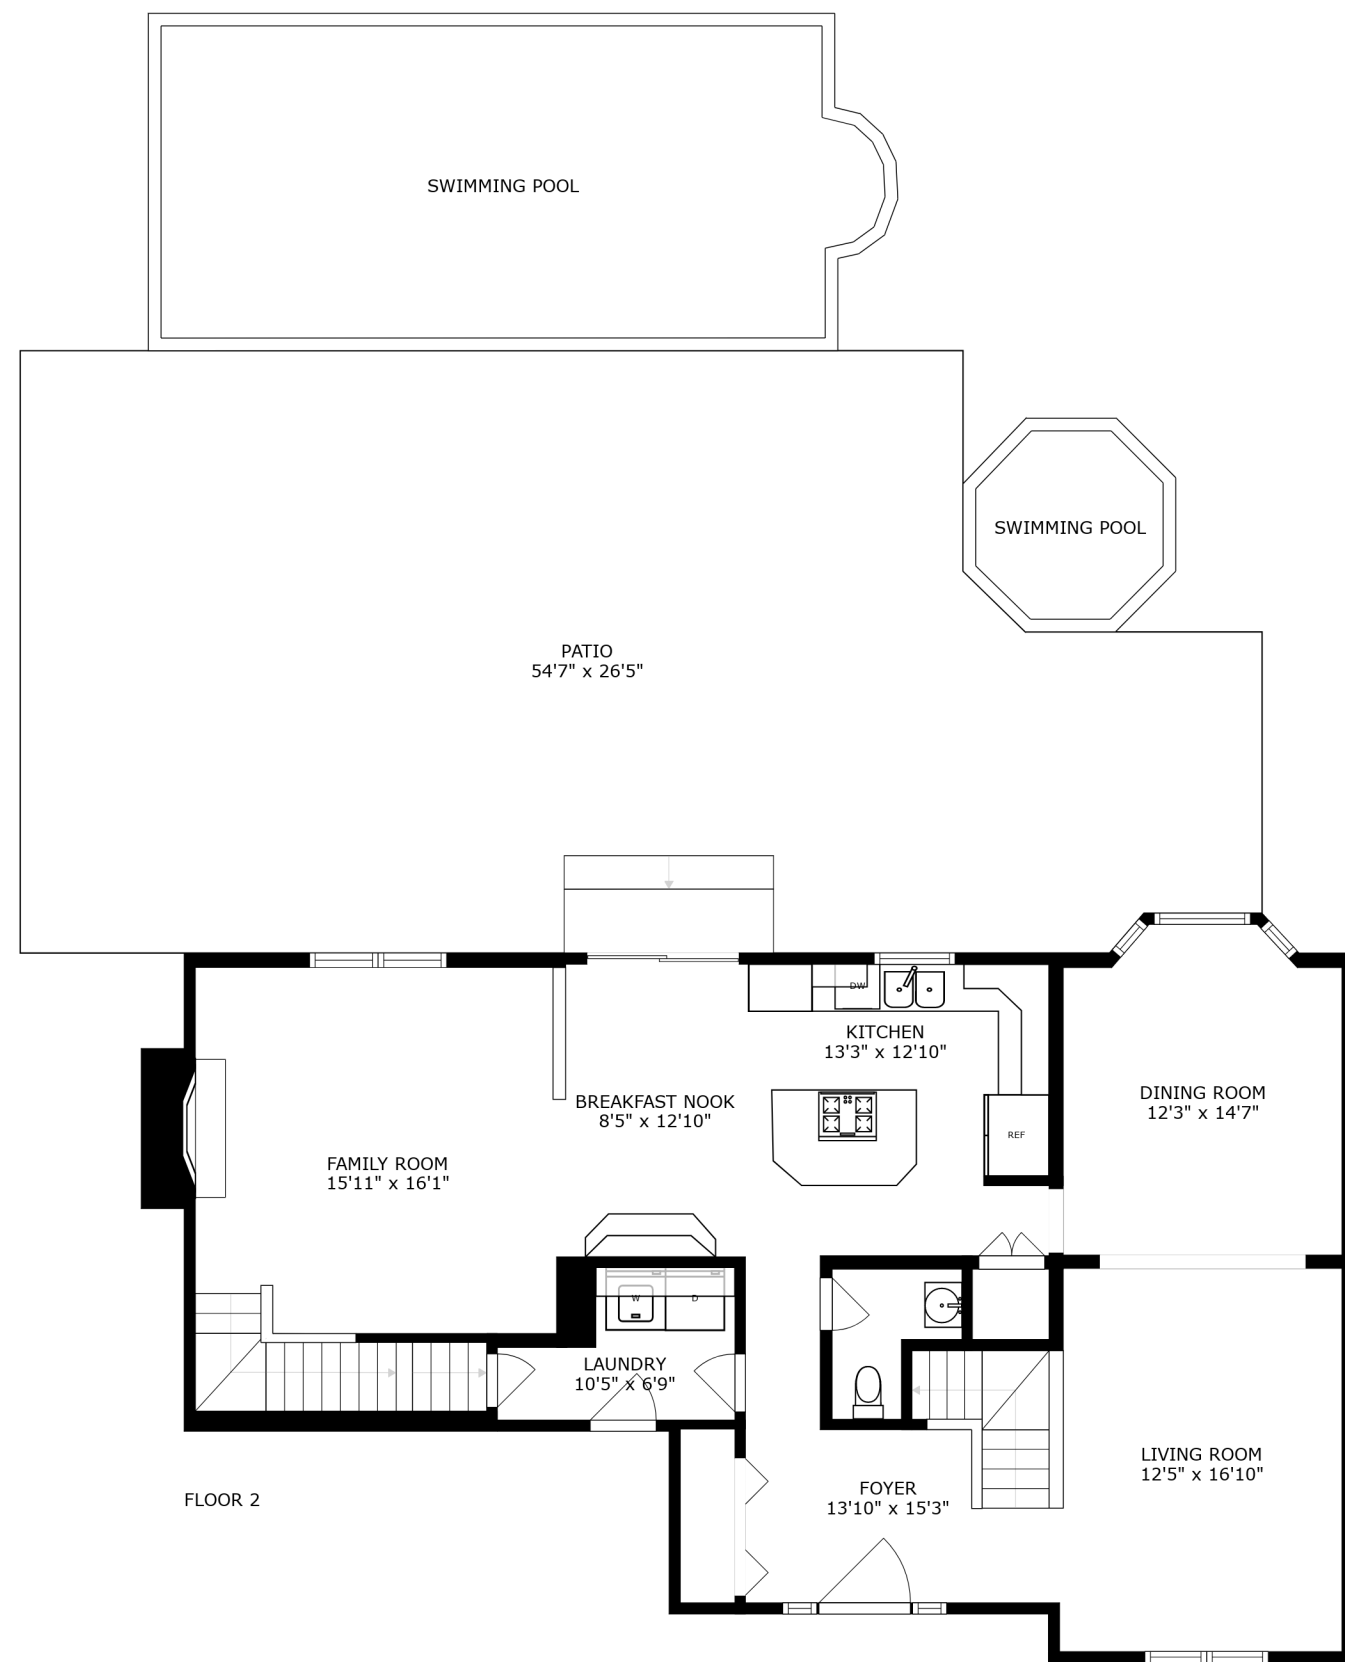 SWIMMING POOL
SWIMMING POOL
PATIO
54'7" x 26'5"
DW
KITCHEN
13'3" x 12'10"
BREAKFAST NOOK
8'5" x 12'10"
DINING ROOM
12'3" x 14'7"
REF
FAMILY ROOM
15'11" x 16'1"
W
D
LAUNDRY
10'5" x 6'9"
LIVING ROOM
12'5" x 16'10"
FOYER
13'10" x 15'3"
FLOOR 2